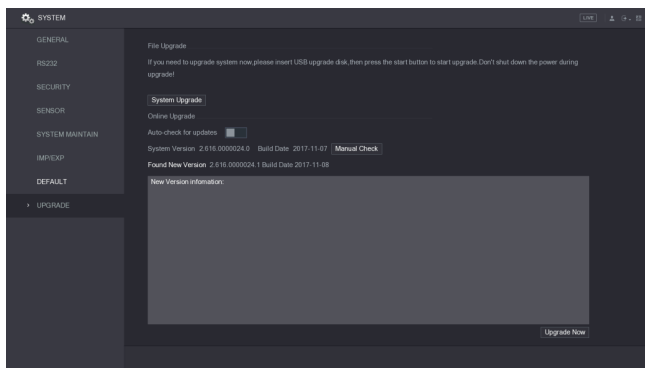 SYSTEM
LIVE
GENERAL
RS232
SECURITY
SENSOR
SYSTEM MAINTAIN
IMP/EXP
DEFAULT
UPGRADE
File Upgrade
If you need to upgrade system now,please insert USB upgrade disk,then press the start button to start upgrade.Don't shut down the power during
upgrade!
System Upgrade
Online Upgrade
Auto-check for updates
System Version 2.616.0000024.0 Build Date 2017-11-07 Manual Check
Found New Version 2.616.0000024.1 Build Date 2017-11-08
New Version infomation:
Upgrade Now